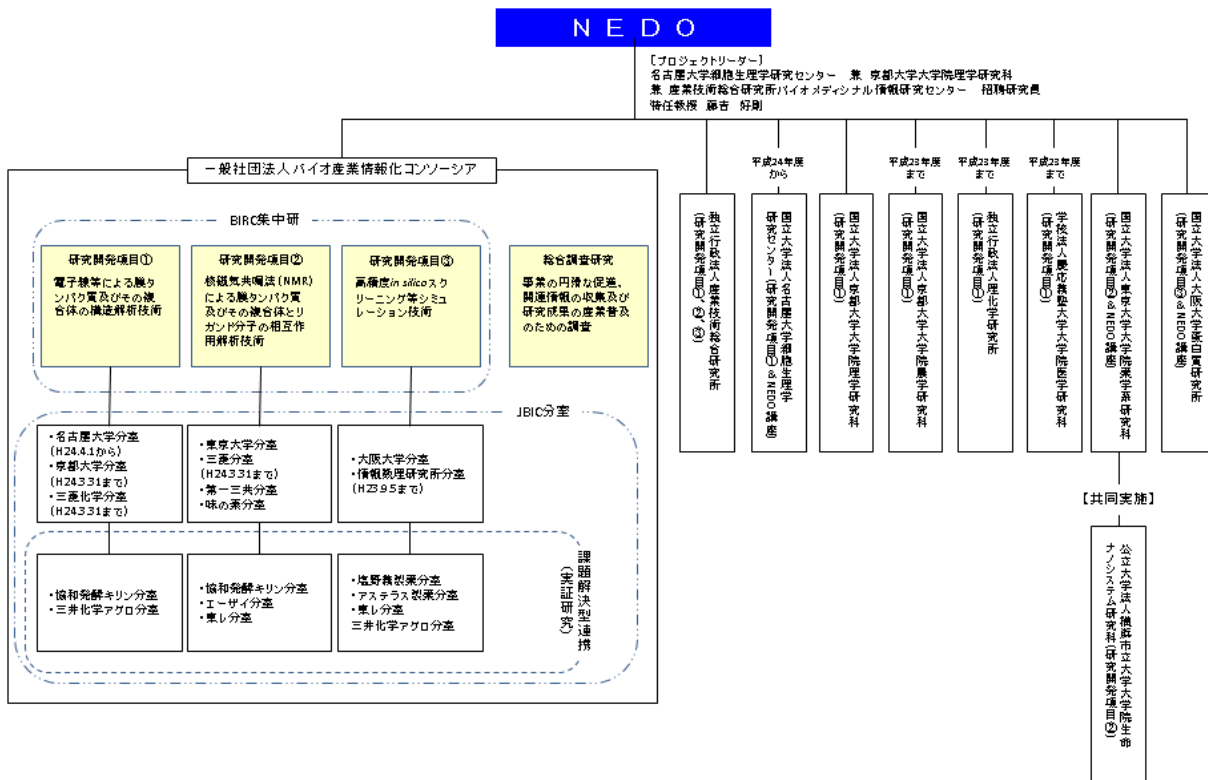 NEDO
[プロジェクトリーダー]
名古屋大学細胞生理学研究センター 兼 京都大学大学院理学研究科
兼 産業技術総合研究所バイオメディシナル情報研究センター 招聘研究員
特任教授 藤吉 好則
一般社団法人バイオ産業情報化コンソーシア
BIRC集中研
研究開発項目①
電子線等による膜タ
ンパク質及びその複
合体の構造解析技術
研究開発項目②
核磁気共鳴法(NMR)
による膜タンパク質
及びその複合体とリ
ガンド分子の相互作
用解析技術
研究開発項目③
高精度in silicoスク
リーニング等シミュ
レーション技術
総合調査研究
事業の円滑な促進、
関連情報の収集及び
研究成果の産業普及
のための調査
JBIC分室
・名古屋大学分室
(H24.4.1から)
・京都大学分室
(H24.3.31まで)
・三菱化学分室
(H24.3.31まで)
・東京大学分室
・三菱分室
(H24.3.31まで)
・第一三共分室
・味の素分室
・大阪大学分室
・情報数理研究所分室
(H23.9.5まで)
・協和発酵キリン分室
・三井化学アグロ分室
・協和発酵キリン分室
・エーザイ分室
・東レ分室
・塩野義製薬分室
・アステラス製薬分室
・東レ分室
三井化学アグロ分室
課題解決型連携
(実証研究)
独立行政法人産業技術総合研究所
(研究開発項目①、②、③)
平成24年度
から
国立大学法人名古屋大学細胞生理学
研究センター(研究開発項目①&NEDO講座)
国立大学法人京都大学大学院理学研究科
(研究開発項目①)
平成23年度
まで
国立大学法人京都大学大学院農学研究科
(研究開発項目①)
平成23年度
まで
独立行政法人理化学研究所
(研究開発項目①)
平成23年度
まで
学校法人慶応義塾大学大学院医学研究科
(研究開発項目①)
国立大学法人東京大学大学院薬学系研究科
(研究開発項目②&NEDO講座)
国立大学法人大阪大学蛋白質研究所
(研究開発項目③&NEDO講座)
【共同実施】
公立大学法人横浜市立大学大学院生命
ナノシステム研究科(研究開発項目②)